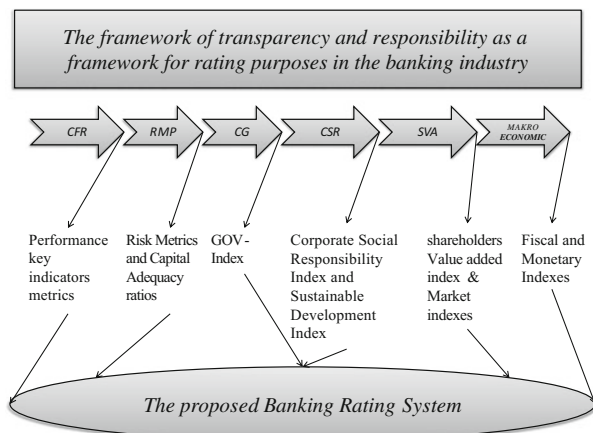 The framework of transparency and responsibility as a
framework for rating purposes in the banking industry
CFR
RMP
CG
CSR
SVA
MAKRO
ECONOMIC
Performance
key
indicators
metrics
Risk Metrics
and Capital
Adequacy
ratios
GOV-
Index
Corporate Social
Responsibility
Index and
Sustainable
Development
Index
shareholders
Value added
index &
Market
indexes
Fiscal and
Monetary
Indexes
The proposed Banking Rating System